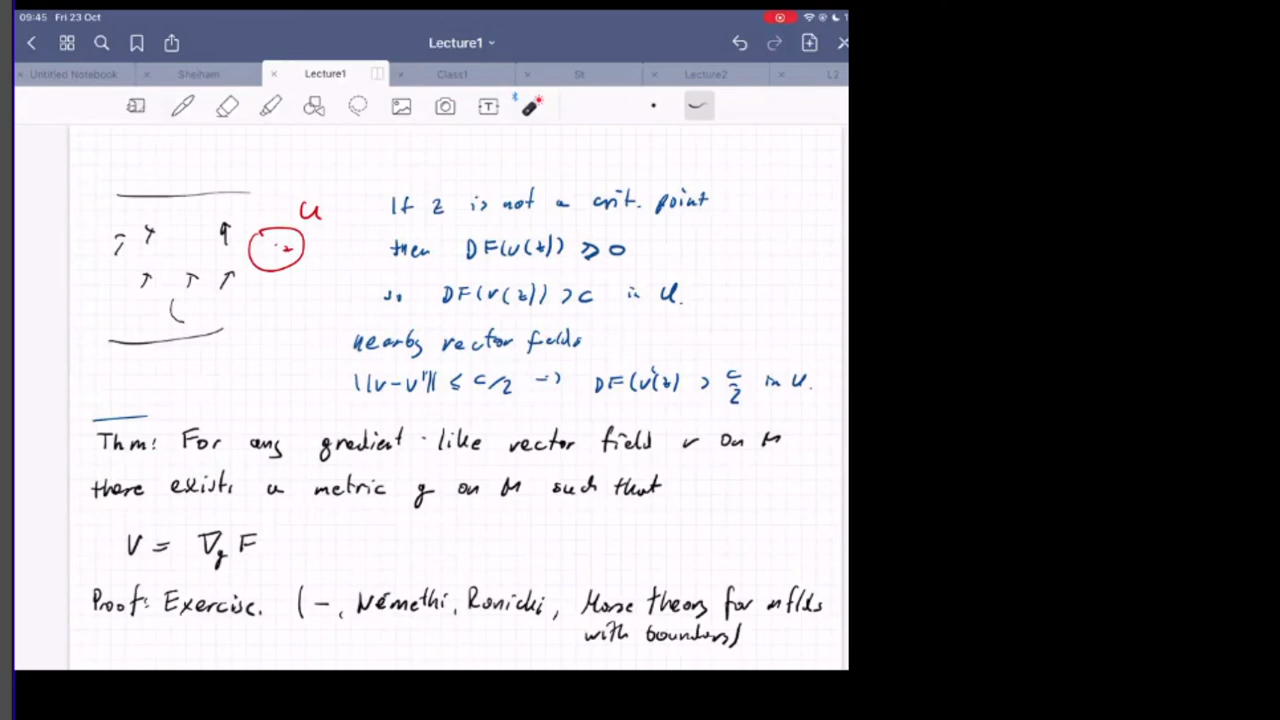 09:45 Fri 23 Oct
Lecture1
Untitled Notebook Sheiham Lecture1 Class1 St Lecture2 L2
T
U
z
If z is not a crit. point
then DF(v(z)) ≥ 0
so DF(v(z)) > c in U.
nearby vector fields
||v-v'|| ≤ c/2 => DF(v'(z)) > c/2 in U.
Thm: For any gradient-like vector field v on M
there exists a metric g on M such that
V = ∇g F
Proof: Exercise. (–, Némethi, Ranicki, Morse theory for mflds
with boundary)